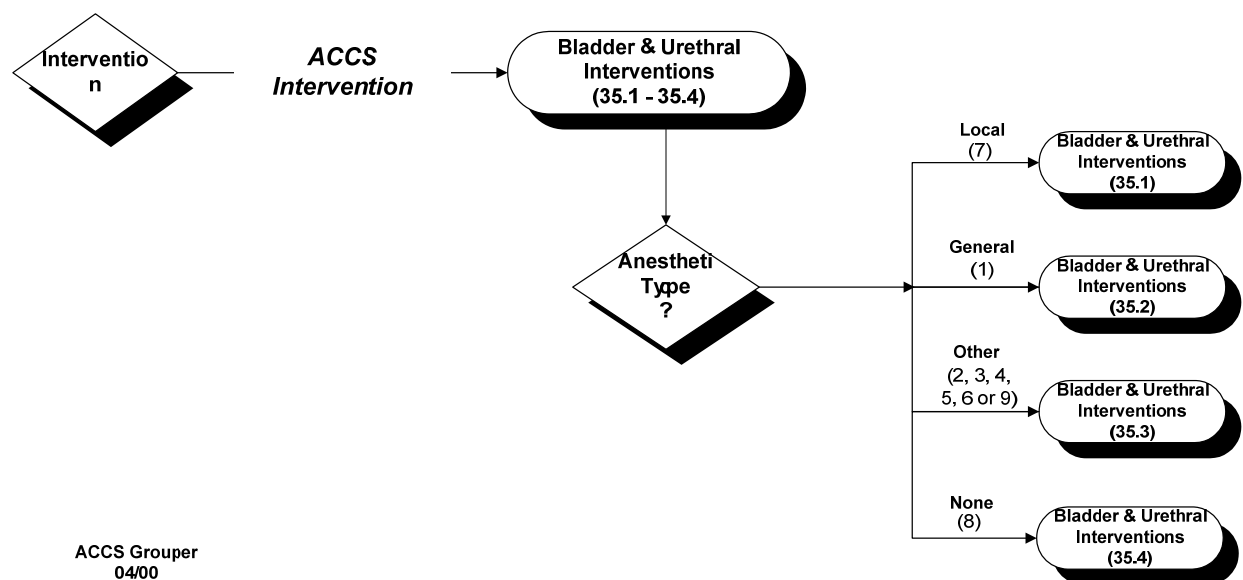 Interventio
n
ACCS
Intervention
Bladder & Urethral
Interventions
(35.1 - 35.4)
Anestheti
Typpe
?
Local
(7)
Bladder & Urethral
Interventions
(35.1)
General
(1)
Bladder & Urethral
Interventions
(35.2)
Other
(2, 3, 4,
5, 6 or 9)
Bladder & Urethral
Interventions
(35.3)
None
(8)
Bladder & Urethral
Interventions
(35.4)
ACCS Grouper
04/00